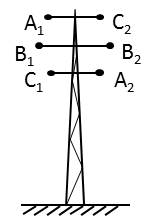 A₁ C₂
B₁ B₂
C₁ A₂